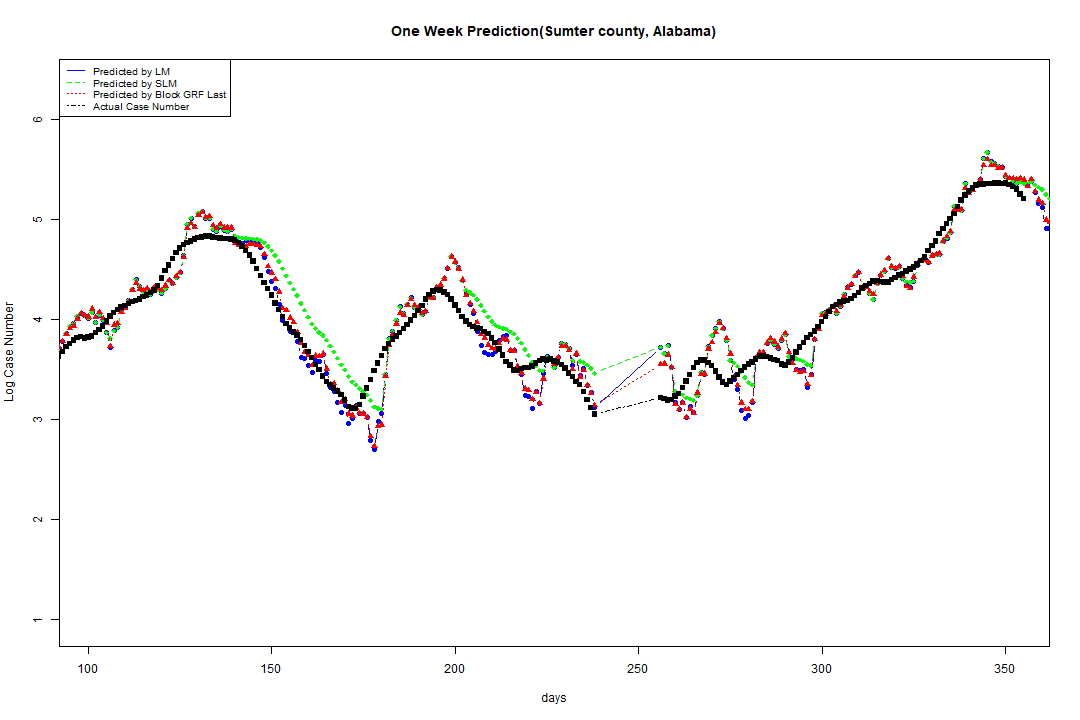 One Week Prediction(Sumter county, Alabama)
Predicted by LM
Predicted by SLM
Predicted by Block GRF Last
Actual Case Number
6
5
4
3
2
1
Log Case Number
100 150 200 250 300 350
days